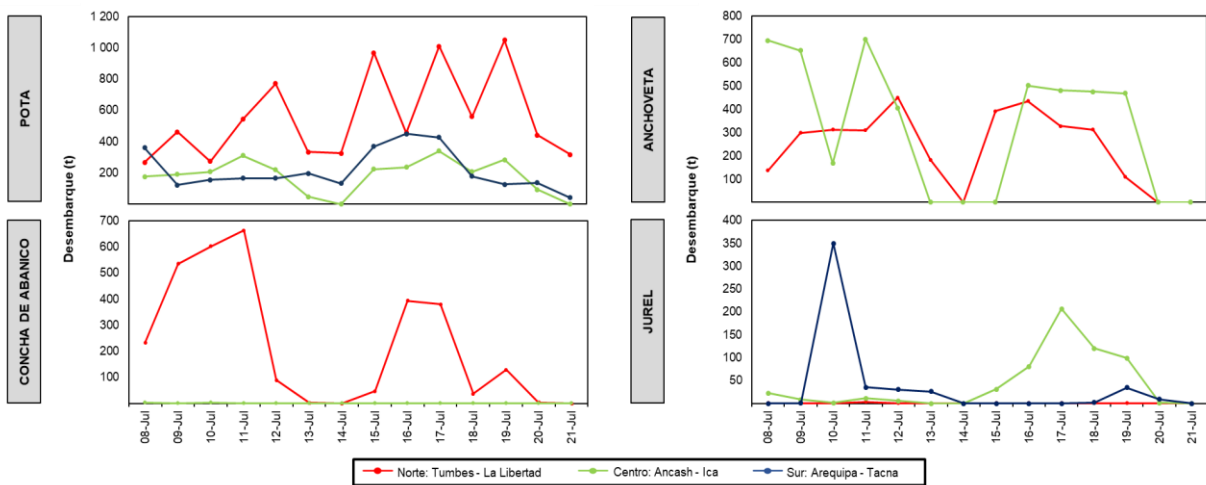 POTA
Desembarque (t)
1 200
1 000
800
600
400
200
ANCHOVETA
Desembarque (t)
800
700
600
500
400
300
200
100
CONCHA DE ABANICO
700
600
500
400
300
200
100
08-Jul
09-Jul
10-Jul
11-Jul
12-Jul
13-Jul
14-Jul
15-Jul
16-Jul
17-Jul
18-Jul
19-Jul
20-Jul
21-Jul
JUREL
400
350
300
250
200
150
100
50
08-Jul
09-Jul
10-Jul
11-Jul
12-Jul
13-Jul
14-Jul
15-Jul
16-Jul
17-Jul
18-Jul
19-Jul
20-Jul
21-Jul
Norte: Tumbes - La Libertad
Centro: Ancash - Ica
Sur: Arequipa - Tacna